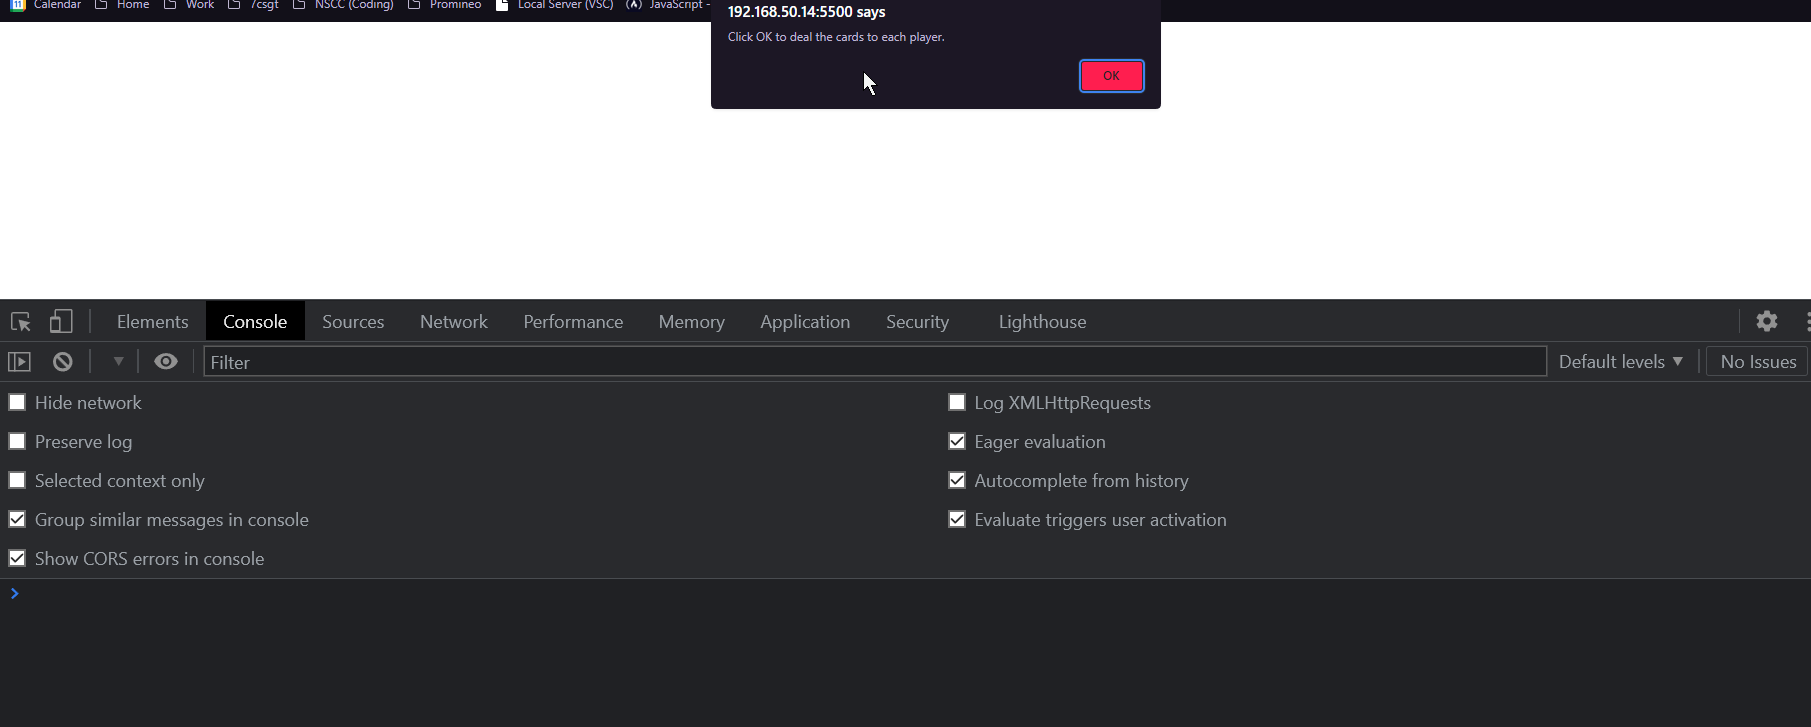 11 Calendar Home Work 7csgt NSCC (Coding) Promineo Local Server (VSC) JavaScript -
192.168.50.14:5500 says
Click OK to deal the cards to each player.
OK
Elements Console Sources Network Performance Memory Application Security Lighthouse
Filter Default levels No Issues
Hide network Log XMLHttpRequests
Preserve log Eager evaluation
Selected context only Autocomplete from history
Group similar messages in console Evaluate triggers user activation
Show CORS errors in console